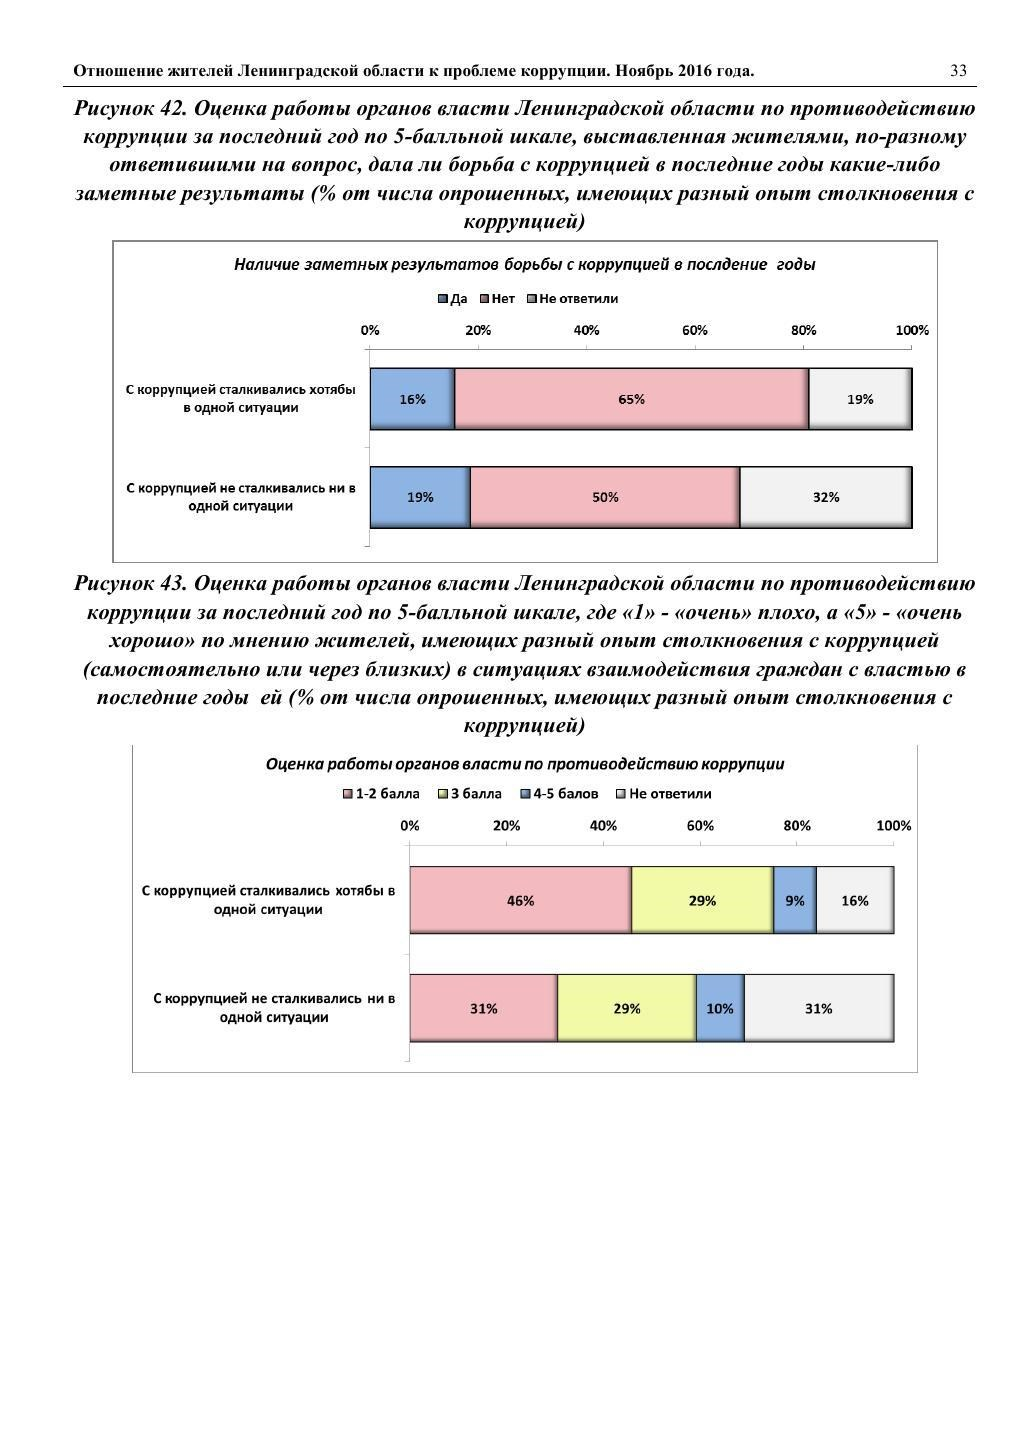 Отношение жителей Ленинградской области к проблеме коррупции. Ноябрь 2016 года. 33
Рисунок 42. Оценка работы органов власти Ленинградской области по противодействию
коррупции за последний год по 5-балльной шкале, выставленная жителями, по-разному
ответившими на вопрос, дала ли борьба с коррупцией в последние годы какие-либо
заметные результаты (% от числа опрошенных, имеющих разный опыт столкновения с
коррупцией)
Наличие заметных результатов борьбы с коррупцией в послдение годы
Да Нет Не ответили
0% 20% 40% 60% 80% 100%
С коррупцией сталкивались хотябы
в одной ситуации
16% 65% 19%
С коррупцией не сталкивались ни в
одной ситуации
19% 50% 32%
Рисунок 43. Оценка работы органов власти Ленинградской области по противодействию
коррупции за последний год по 5-балльной шкале, где «1» - «очень» плохо, а «5» - «очень
хорошо» по мнению жителей, имеющих разный опыт столкновения с коррупцией
(самостоятельно или через близких) в ситуациях взаимодействия граждан с властью в
последние годы ей (% от числа опрошенных, имеющих разный опыт столкновения с
коррупцией)
Оценка работы органов власти по противодействию коррупции
1-2 балла 3 балла 4-5 балов Не ответили
0% 20% 40% 60% 80% 100%
С коррупцией сталкивались хотябы в
одной ситуации
46% 29% 9% 16%
С коррупцией не сталкивались ни в
одной ситуации
31% 29% 10% 31%